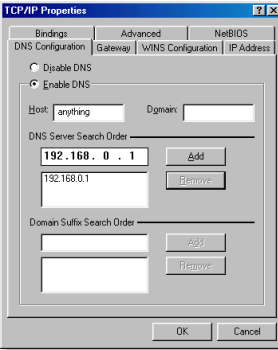 TCP/IP Properties
Bindings Advanced NetBIOS
DNS Configuration Gateway WINS Configuration IP Address
Disable DNS
Enable DNS
Host: anything Domain:
DNS Server Search Order
192.168. 0 . 1 Add
192.168.0.1 Remove
Domain Suffix Search Order
Add
Remove
OK Cancel